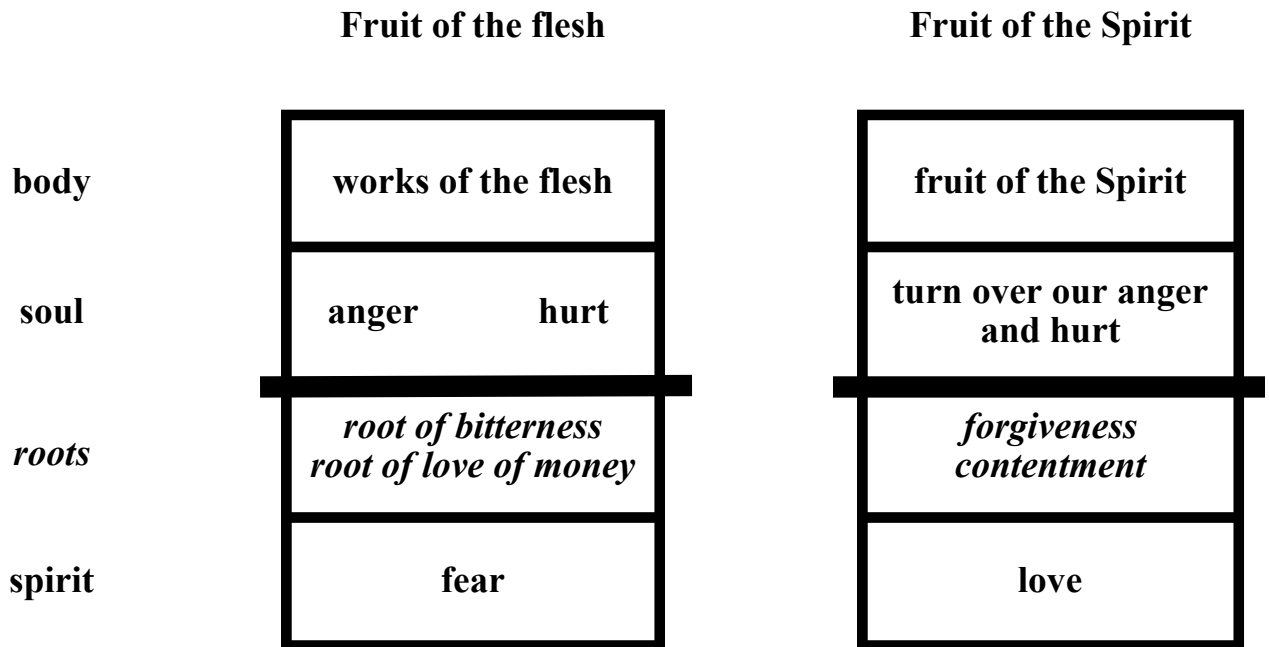 Fruit of the flesh Fruit of the Spirit
body works of the flesh fruit of the Spirit
soul anger hurt turn over our anger
and hurt
roots root of bitterness forgiveness
root of love of money contentment
spirit fear love